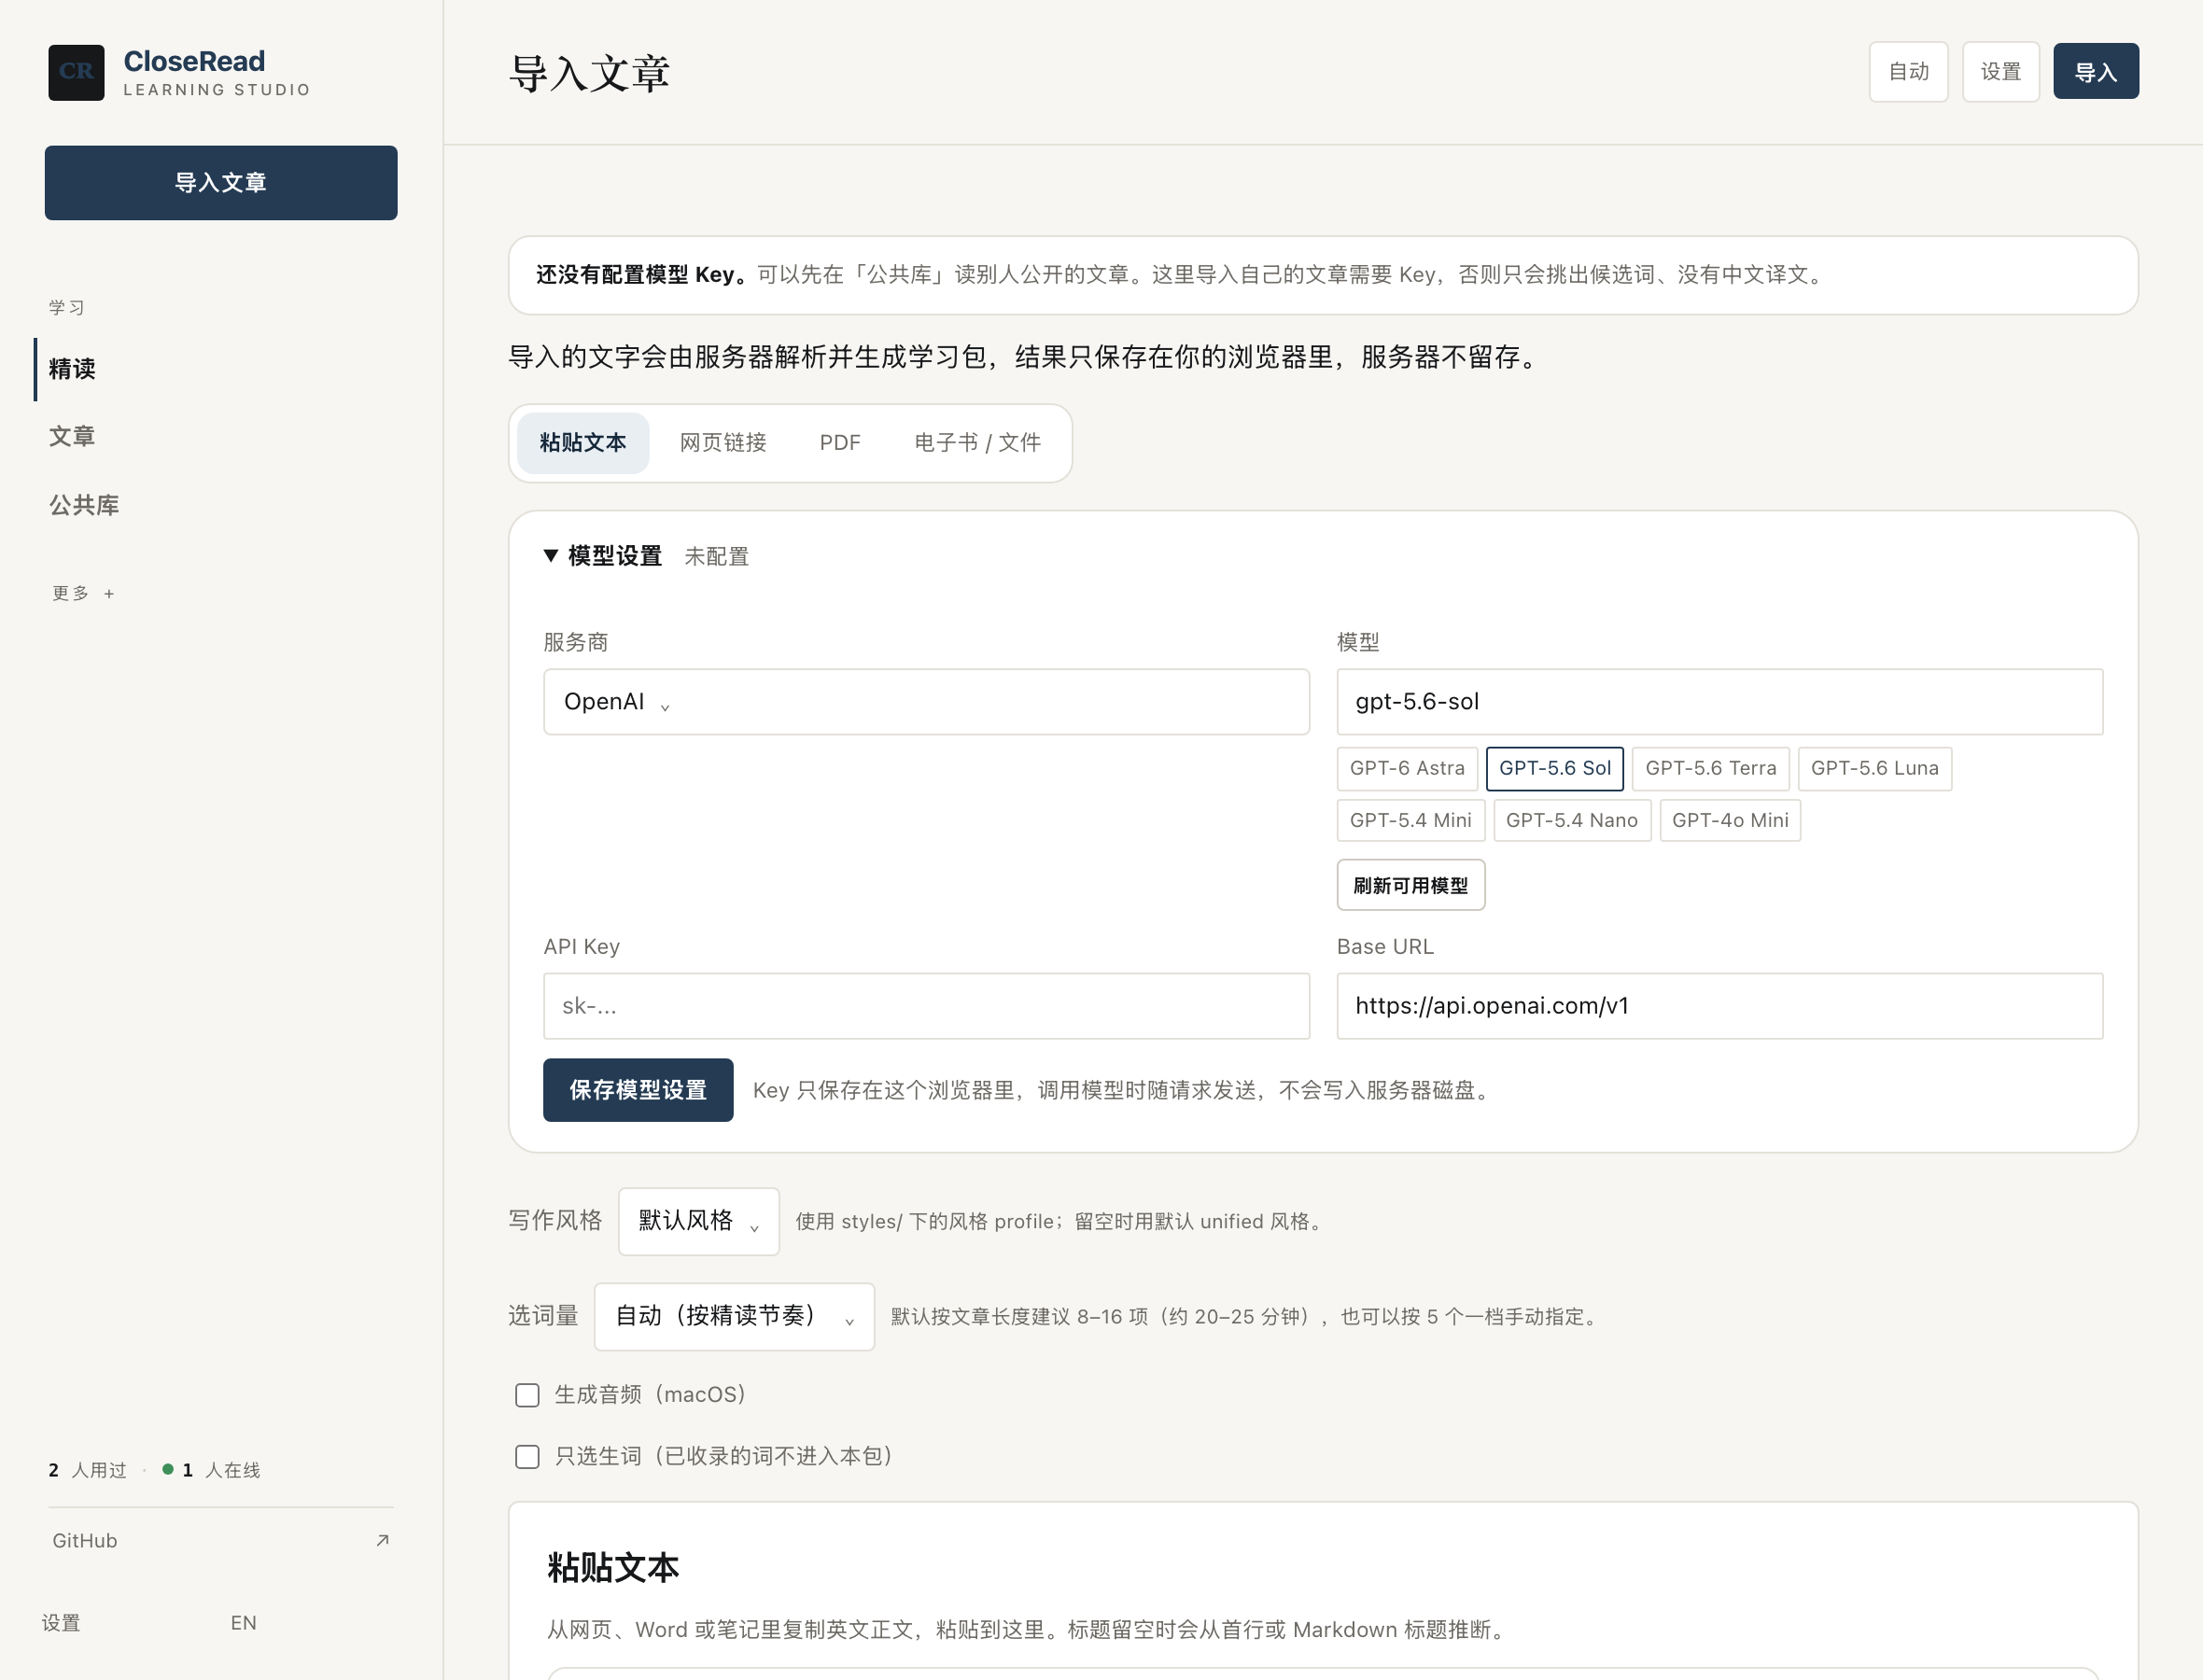 CR
CloseRead
LEARNING STUDIO
导入文章
学习
精读
文章
公共库
更多 +
2 人用过 · 1 人在线
GitHub ↗
设置 EN
导入文章
自动 设置 导入
还没有配置模型 Key。可以先在「公共库」读别人公开的文章。这里导入自己的文章需要 Key，否则只会挑出候选词、没有中文译文。
导入的文字会由服务器解析并生成学习包，结果只保存在你的浏览器里，服务器不留存。
粘贴文本 网页链接 PDF 电子书 / 文件
▼ 模型设置 未配置
服务商
OpenAI
模型
gpt-5.6-sol
GPT-6 Astra GPT-5.6 Sol GPT-5.6 Terra GPT-5.6 Luna
GPT-5.4 Mini GPT-5.4 Nano GPT-4o Mini
刷新可用模型
API Key
sk-...
Base URL
https://api.openai.com/v1
保存模型设置 Key 只保存在这个浏览器里，调用模型时随请求发送，不会写入服务器磁盘。
写作风格 默认风格 使用 styles/ 下的风格 profile；留空时用默认 unified 风格。
选词量 自动（按精读节奏） 默认按文章长度建议 8–16 项（约 20–25 分钟），也可以按 5 个一档手动指定。
生成音频（macOS）
只选生词（已收录的词不进入本包）
粘贴文本
从网页、Word 或笔记里复制英文正文，粘贴到这里。标题留空时会从首行或 Markdown 标题推断。